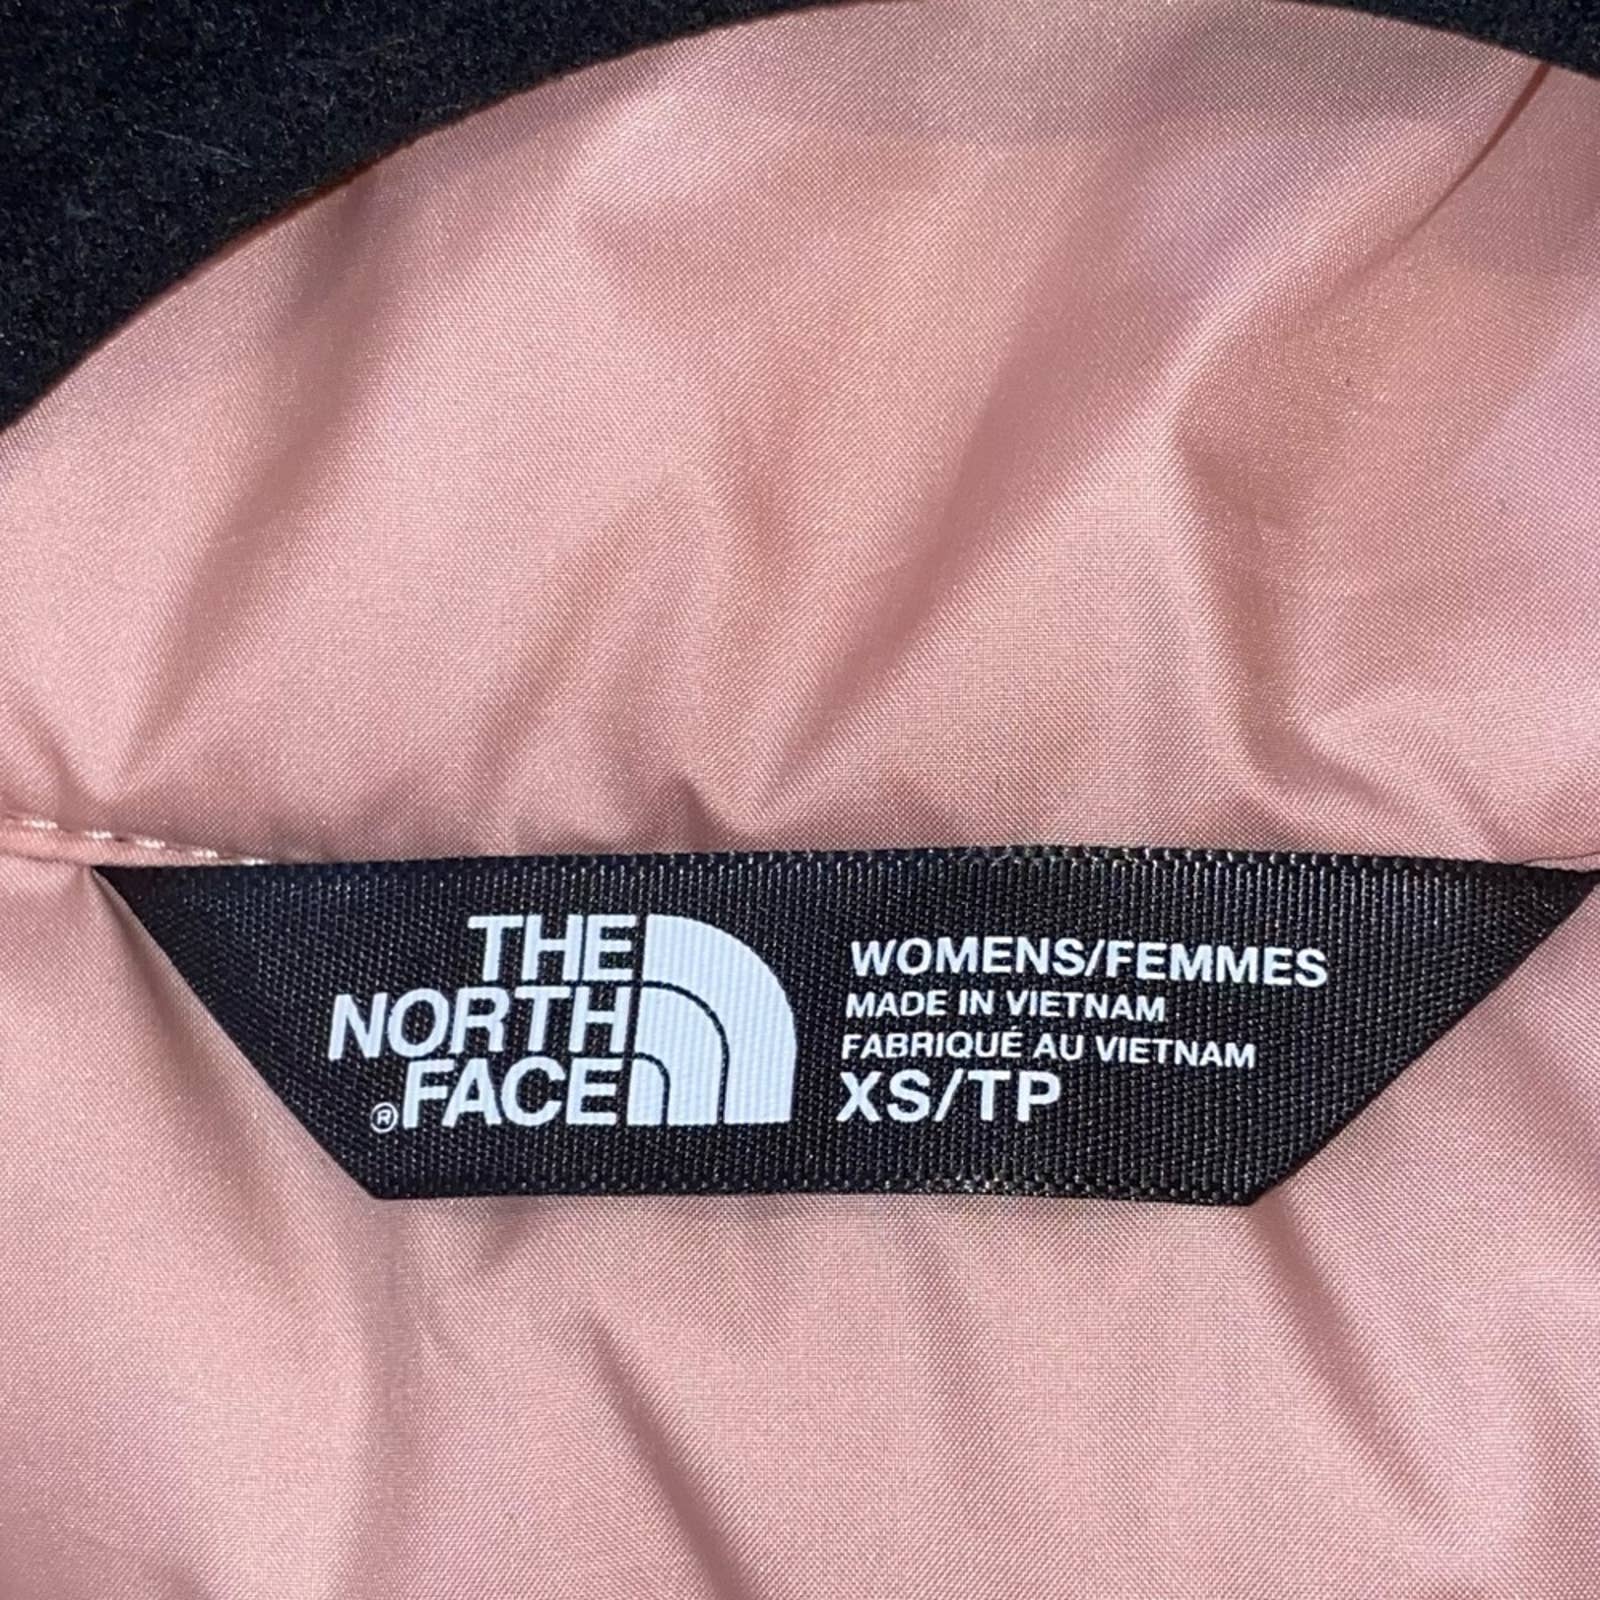 THE
NORTH
FACE
®
WOMENS/FEMMES
MADE IN VIETNAM
FABRIQUÉ AU VIETNAM
XS/TP